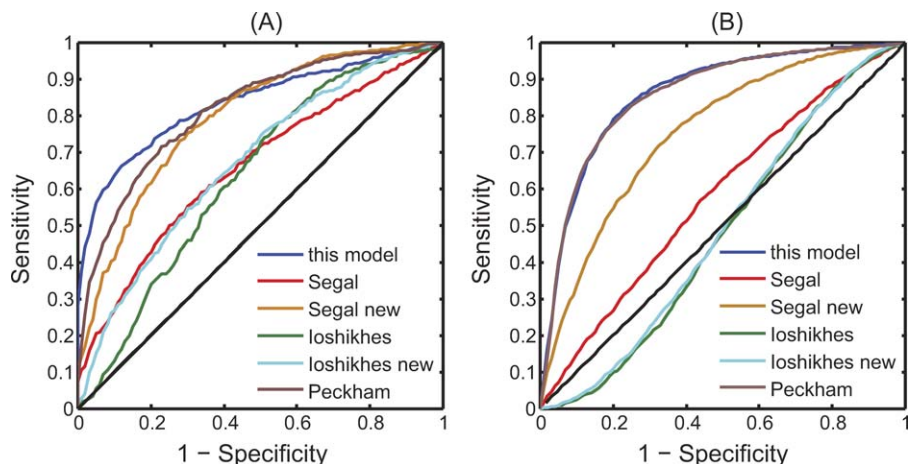 (A)
Sensitivity
1
0.9
0.8
0.7
0.6
0.5
0.4
0.3
0.2
0.1
0
this model
Segal
Segal new
Ioshikhes
Ioshikhes new
Peckham
0 0.2 0.4 0.6 0.8 1
1 − Specificity
(B)
Sensitivity
1
0.9
0.8
0.7
0.6
0.5
0.4
0.3
0.2
0.1
0
this model
Segal
Segal new
Ioshikhes
Ioshikhes new
Peckham
0 0.2 0.4 0.6 0.8 1
1 − Specificity